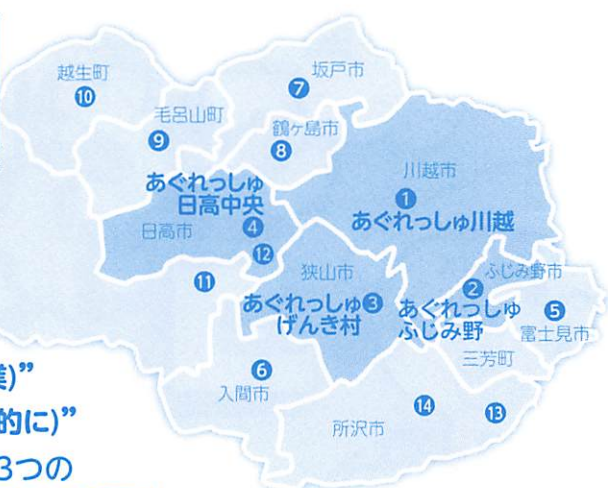 越生町
⑩
坂戸市
⑦
毛呂山町
⑨
鶴ヶ島市
⑧
川越市
①
あぐれっしゅ川越
あぐれっしゅ
日高中央
日高市
④
⑫
⑪
狭山市
あぐれっしゅ③
げんき村
ふじみ野市
②
あぐれっしゅ
ふじみ野
⑤
富士見市
三芳町
⑥
入間市
所沢市
⑭
⑬
)”
的に)”
3つの